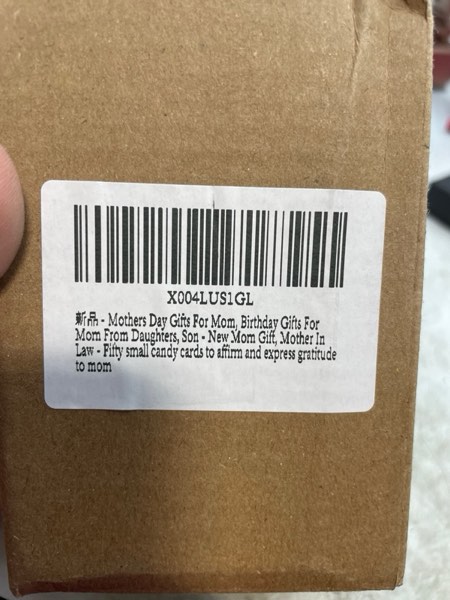 X004LUS1GL
新品 - Mothers Day Gifts For Mom, Birthday Gifts For
Mom From Daughters, Son - New Mom Gift, Mother In
Law - Fifty small candy cards to affirm and express gratitude
to mom